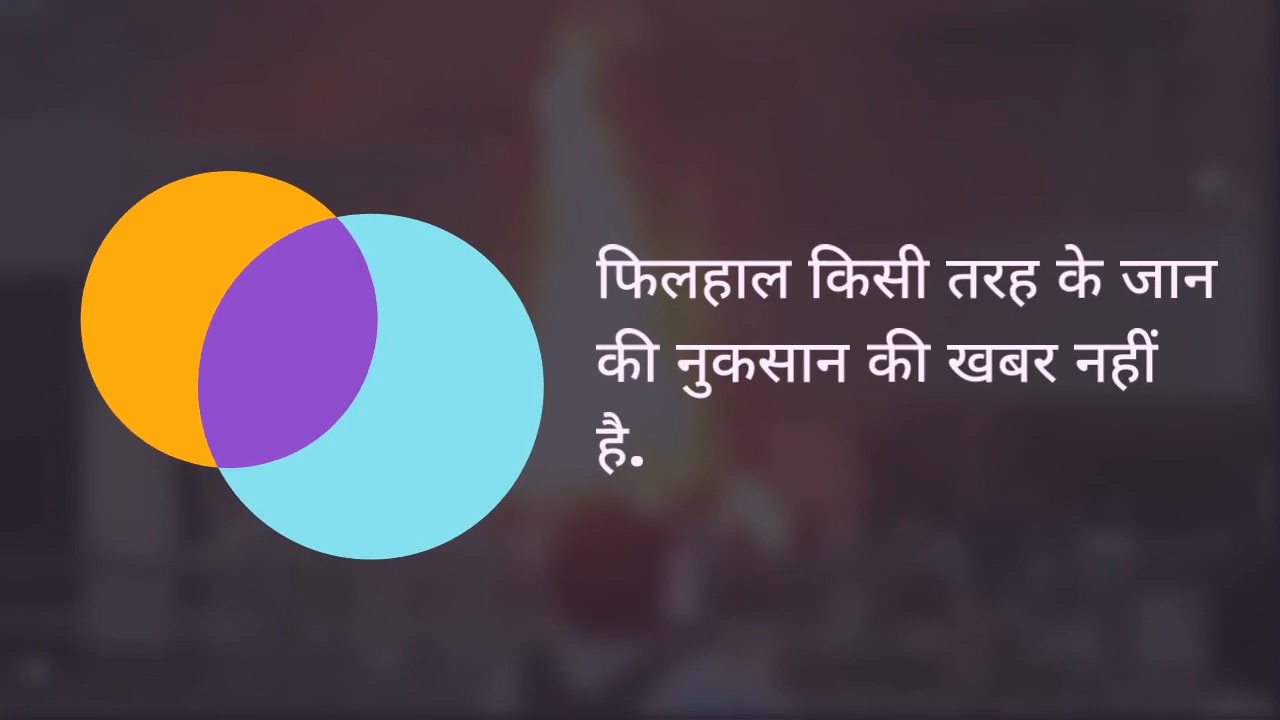 फिलहाल किसी तरह के जान
की नुकसान की खबर नहीं
है.